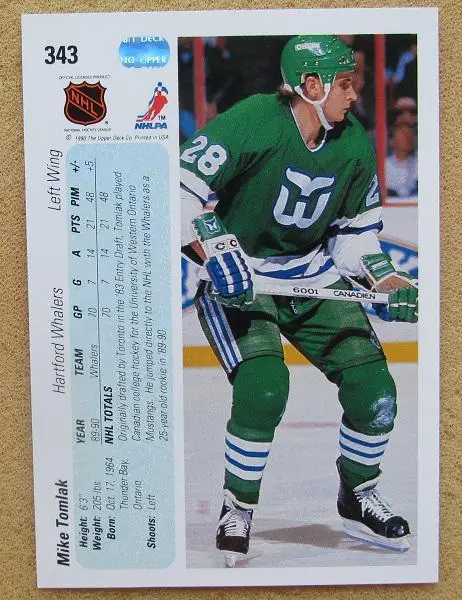 343
UPPER DECK
OFFICIAL LICENSED PRODUCT
NHL
NATIONAL HOCKEY LEAGUE
TM
NHLPA
© 1990 The Upper Deck Co. Printed in USA
Mike Tomlak Hartford Whalers Left Wing
Height: 6'3"
Weight: 205 lbs
Born: Oct. 17, 1964
Thunder Bay,
Ontario
Shoots: Left
YEAR TEAM GP G A PTS PIM +/-
89-90 Whalers 70 7 14 21 48 +5
NHL TOTALS 70 7 14 21 48
Originally drafted by Toronto in the '83 Entry Draft, Tomlak played
Canadian college hockey for the University of Western Ontario
Mustangs. He jumped directly to the NHL with the Whalers as a
25-year old rookie in '89-90.
28
28
CCM
6001 CANADIEN